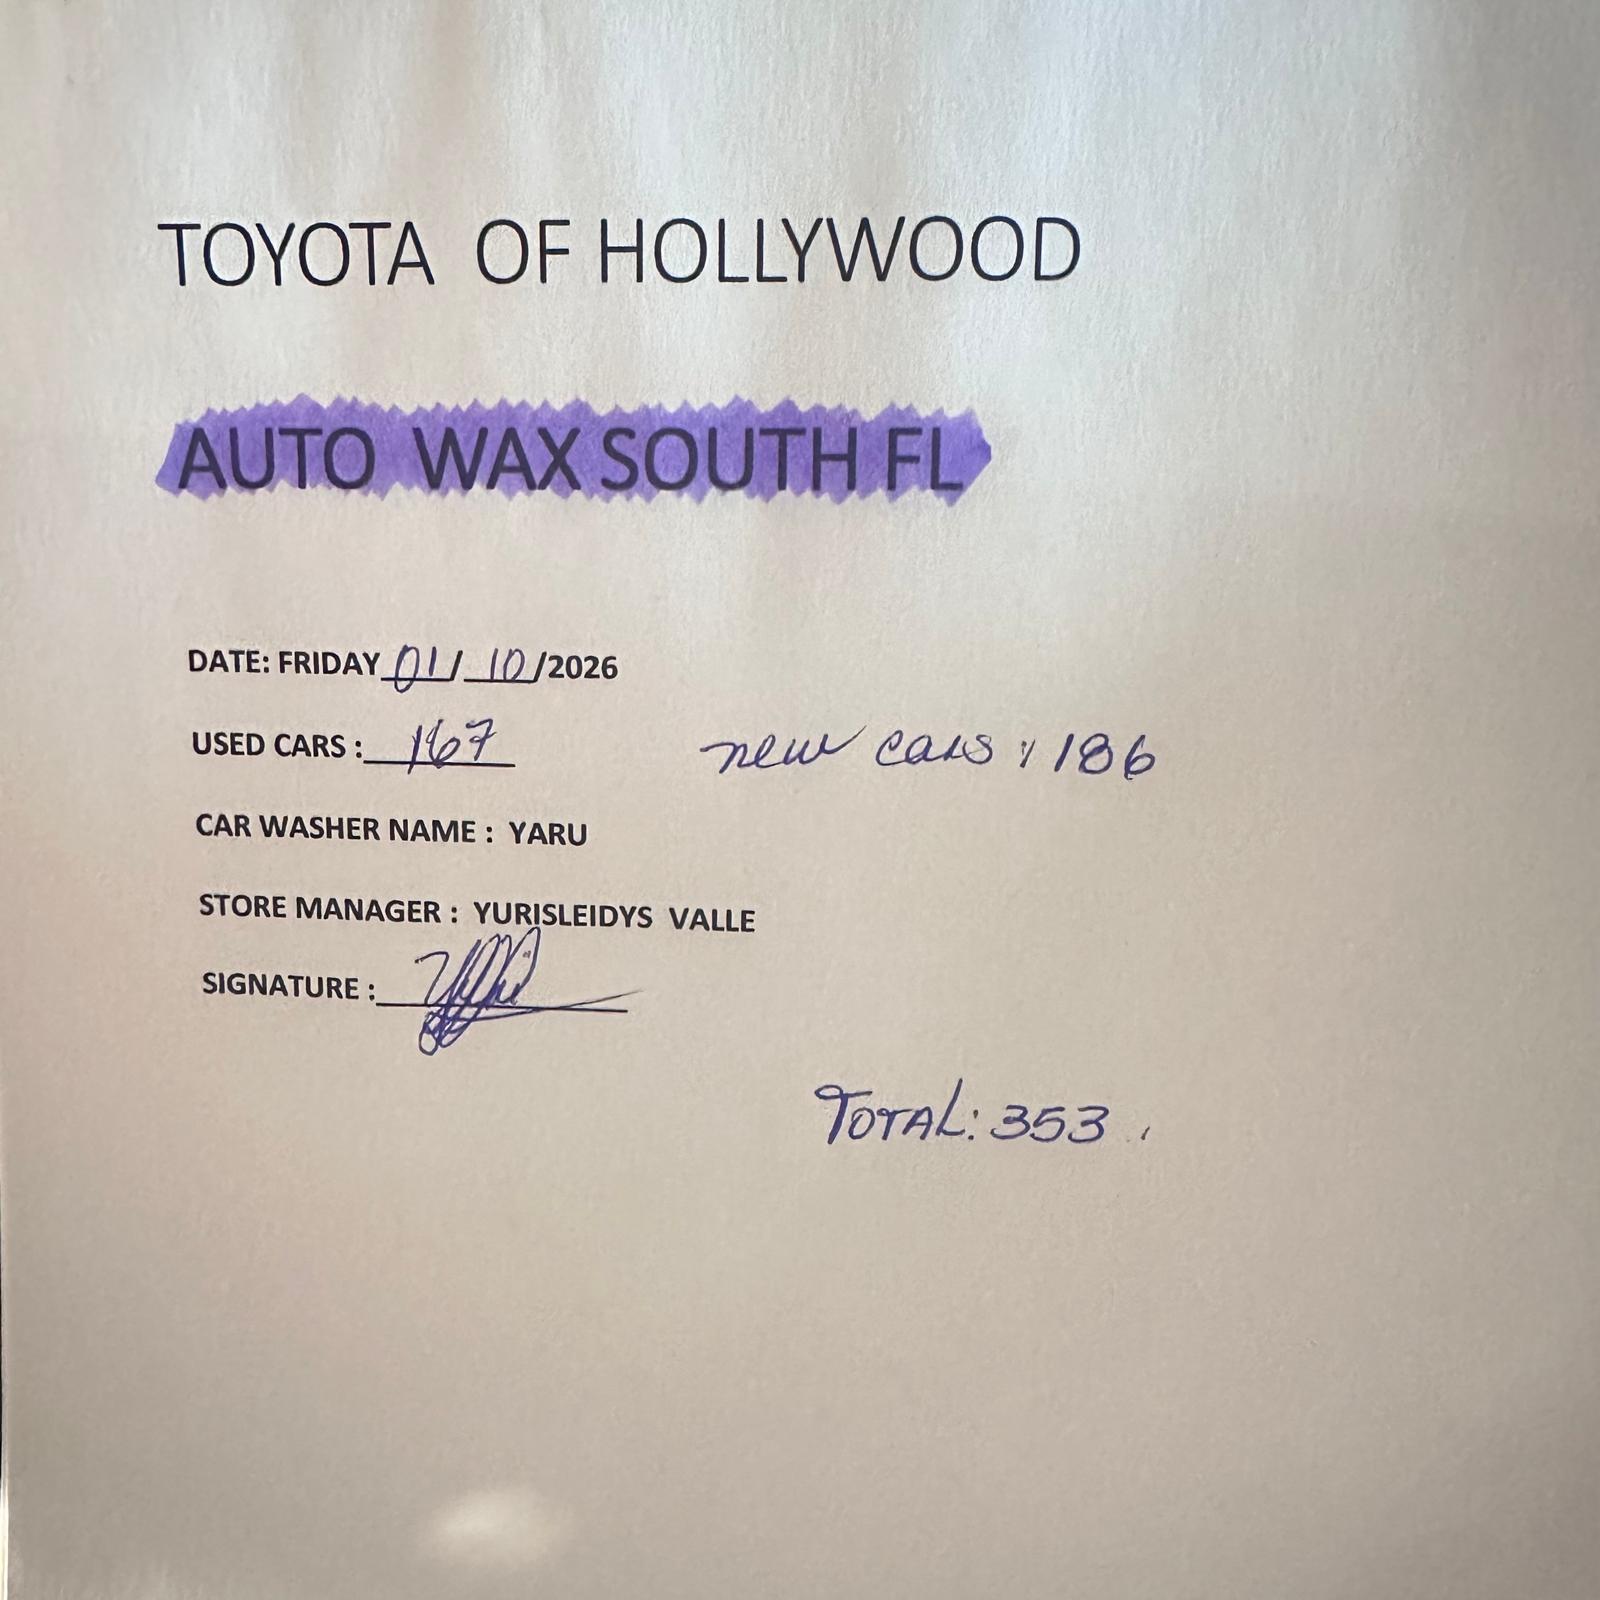 TOYOTA OF HOLLYWOOD
AUTO WAX SOUTH FL
DATE: FRIDAY 01/ 10/2026
USED CARS : 167 new cars : 186
CAR WASHER NAME : YARU
STORE MANAGER : YURISLEIDYS VALLE
SIGNATURE :
TOTAL: 353